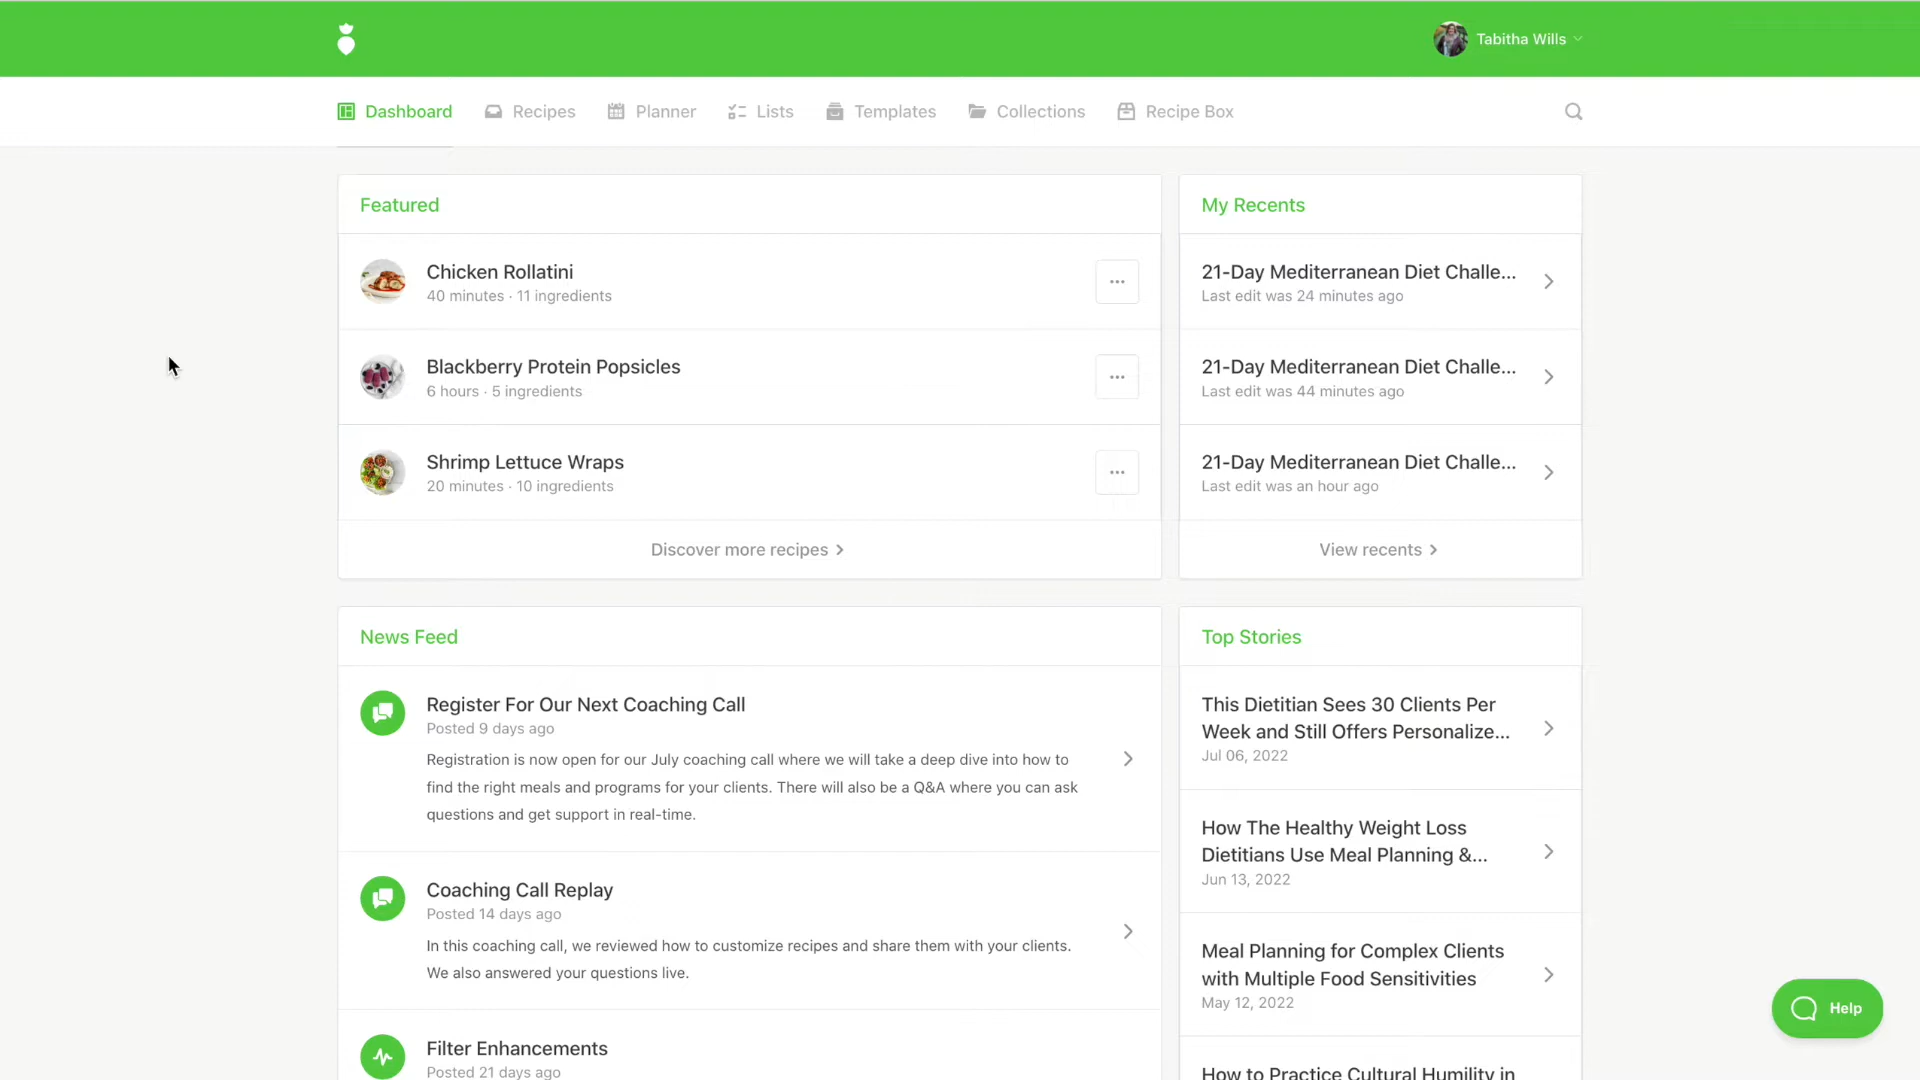 Tabitha Wills
Dashboard
Recipes
Planner
Lists
Templates
Collections
Recipe Box
Featured
Chicken Rollatini
40 minutes · 11 ingredients
Blackberry Protein Popsicles
6 hours · 5 ingredients
Shrimp Lettuce Wraps
20 minutes · 10 ingredients
Discover more recipes
My Recents
21-Day Mediterranean Diet Challe...
Last edit was 24 minutes ago
21-Day Mediterranean Diet Challe...
Last edit was 44 minutes ago
21-Day Mediterranean Diet Challe...
Last edit was an hour ago
View recents
News Feed
Register For Our Next Coaching Call
Posted 9 days ago
Registration is now open for our July coaching call where we will take a deep dive into how to
find the right meals and programs for your clients. There will also be a Q&A where you can ask
questions and get support in real-time.
Coaching Call Replay
Posted 14 days ago
In this coaching call, we reviewed how to customize recipes and share them with your clients.
We also answered your questions live.
Filter Enhancements
Posted 21 days ago
Top Stories
This Dietitian Sees 30 Clients Per
Week and Still Offers Personalize...
Jul 06, 2022
How The Healthy Weight Loss
Dietitians Use Meal Planning &...
Jun 13, 2022
Meal Planning for Complex Clients
with Multiple Food Sensitivities
May 12, 2022
How to Practice Cultural Humility in
Help